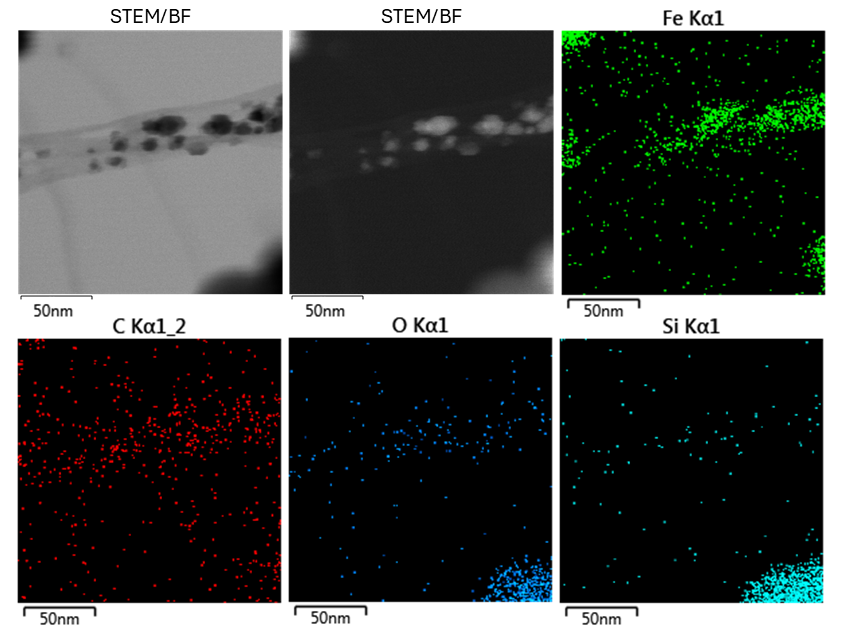 STEM/BF
STEM/BF
Fe Kα1
50nm
50nm
50nm
C Kα1_2
O Kα1
Si Kα1
50nm
50nm
50nm